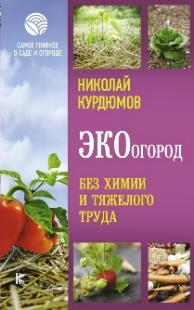 САМОЕ ГЛАВНОЕ
О САДЕ И ОГОРОДЕ
НИКОЛАЙ
КУРДЮМОВ
ЭКОогород
БЕЗ ХИМИИ
И ТЯЖЕЛОГО
ТРУДА